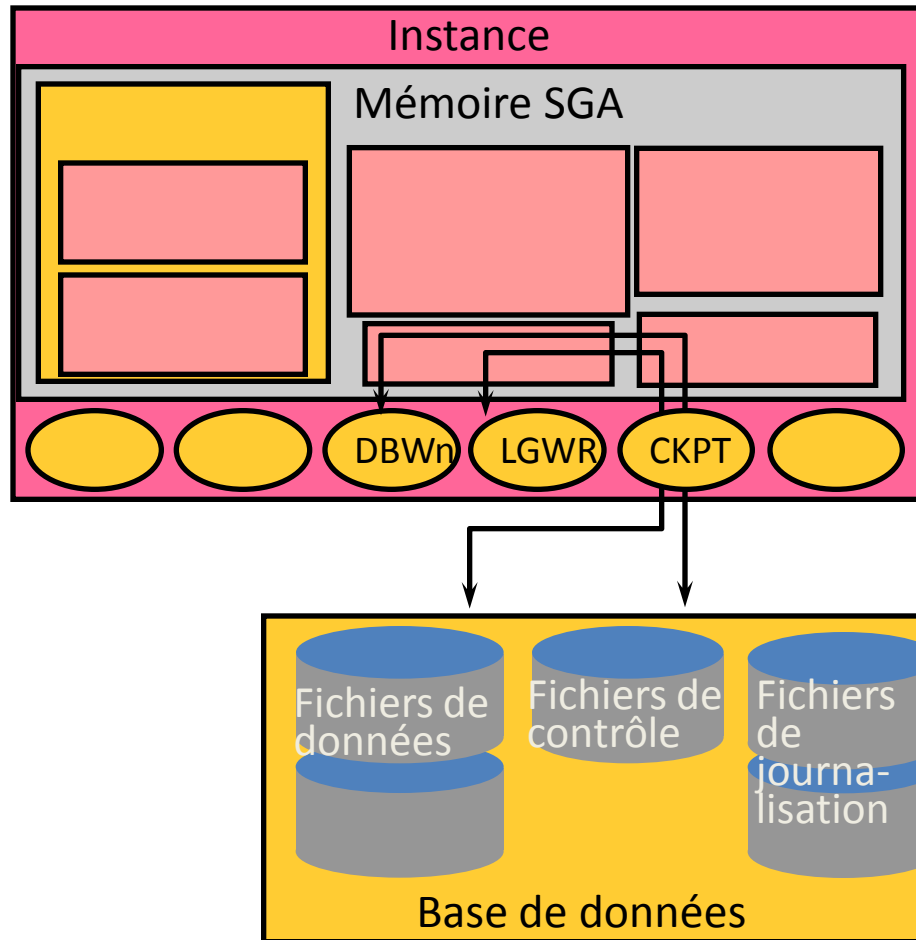 Instance
Mémoire SGA
DBWn
LGWR
CKPT
Fichiers de
données
Fichiers de
contrôle
Fichiers
de
journa-
lisation
Base de données